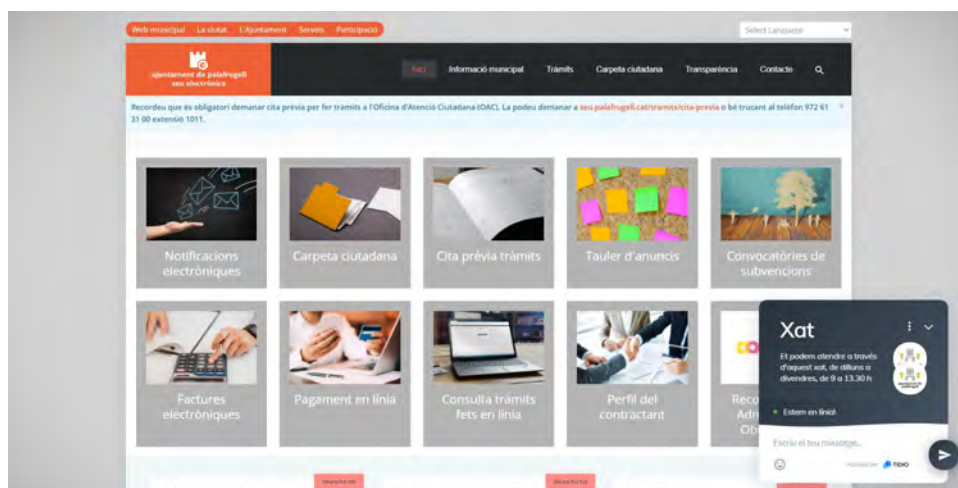 Web municipal La ciutat L'Ajuntament Serveis Participació
Select Language
ajuntament de palafrugell
seu electrònica
Inici Informació municipal Tràmits Carpeta ciutadana Transparència Contacte
Recordeu que és obligatori demanar cita prèvia per fer tràmits a l'Oficina d'Atenció Ciutadana (OAC). La podeu demanar a seu.palafrugell.cat/tramits/cita-previa o bé trucant al telèfon 972 61
31 00 extensió 1011.
×
Notificacions
electròniques
Carpeta ciutadana
Cita prèvia tràmits
Tauler d'anuncis
Convocatòries de
subvencions
Factures
electròniques
Pagament en línia
Consulta tràmits
fets en línia
Perfil del
contractant
Xat
Et podem atendre a través
d'aquest xat, de dilluns a
divendres, de 9 a 13.30 h
Estem en línia!
Escriu el teu missatge...
TIDIO